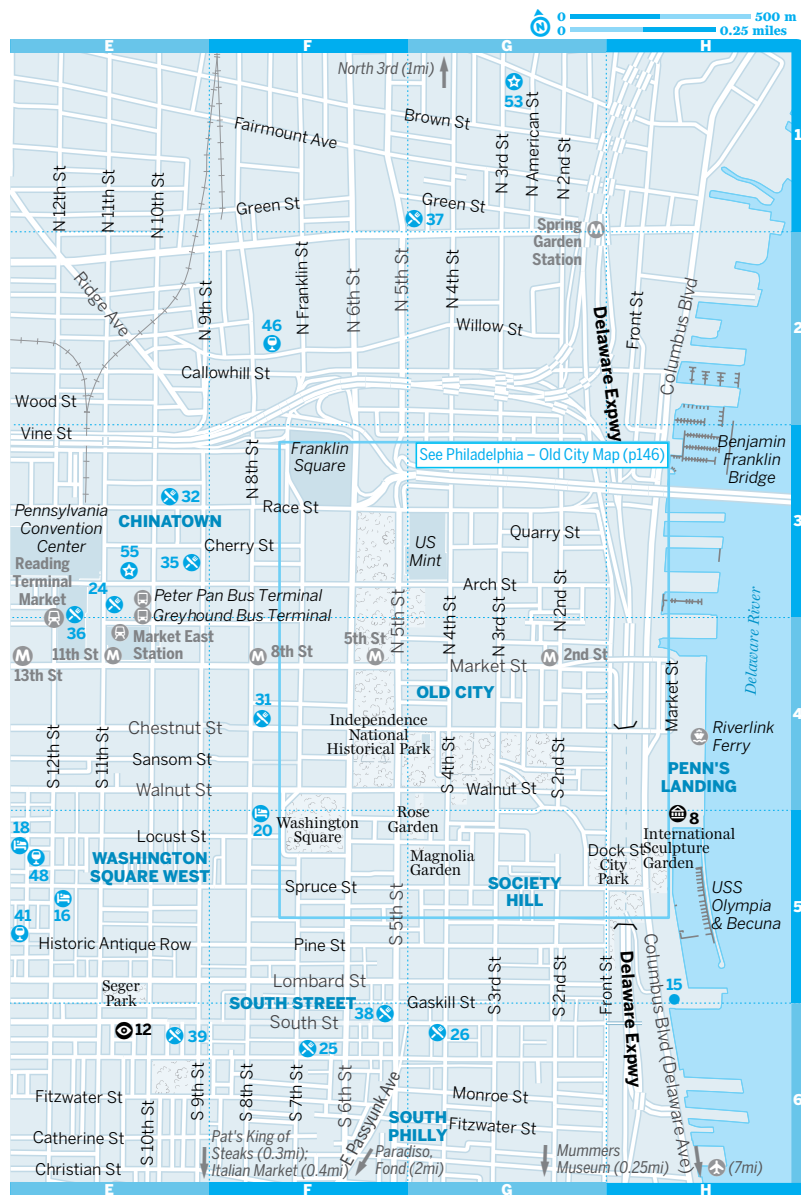 N
0 500 m
0 0.25 miles
E F G H
North 3rd (1mi)
53
Fairmount Ave
Brown St
N 3rd St
N American St
N 2nd St
1
N 12th St
N 11th St
N 10th St
Green St
Green St
37
Spring
Garden
Station
M
Ridge Ave
N 9th St
N Franklin St
N 6th St
N 5th St
N 4th St
46
Willow St
Delaware Expwy
Front St
Columbus Blvd
2
Callowhill St
Wood St
Vine St
N 8th St
Franklin
Square
See Philadelphia – Old City Map (p146)
Benjamin
Franklin
Bridge
32
Pennsylvania
Convention
Center
CHINATOWN
Race St
3
Cherry St
US
Mint
Quarry St
Reading
Terminal
Market
55
35
24
36
Arch St
Peter Pan Bus Terminal
Greyhound Bus Terminal
Market East
Station
N 5th St
N 4th St
N 3rd St
N 2nd St
Delaware River
M
13th St
11th St
M
M
8th St
5th St
M
Market St
M
2nd St
OLD CITY
Market St
31
4
Chestnut St
Independence
National
Historical Park
Riverlink
Ferry
S 12th St
S 11th St
Sansom St
Walnut St
S 4th St
Walnut St
S 2nd St
PENN'S
LANDING
8
20
Washington
Square
Rose
Garden
18
48
Locust St
WASHINGTON
SQUARE WEST
Magnolia
Garden
Dock St
City
Park
International
Sculpture
Garden
16
41
Spruce St
S 5th St
SOCIETY
HILL
USS
Olympia
& Becuna
5
Historic Antique Row
Pine St
Seger
Park
Lombard St
S 3rd St
S 2nd St
Front St
Delaware Expwy
Columbus Blvd (Delaware Ave)
15
SOUTH STREET
38
Gaskill St
12
39
South St
25
26
Fitzwater St
S 10th St
S 9th St
S 8th St
S 7th St
S 6th St
E Passyunk Ave
Monroe St
6
SOUTH
PHILLY
Fitzwater St
Catherine St
Christian St
Pat's King of
Steaks (0.3mi);
Italian Market (0.4mi)
Paradiso,
Fond (2mi)
Mummers
Museum (0.25mi)
(7mi)
E F G H